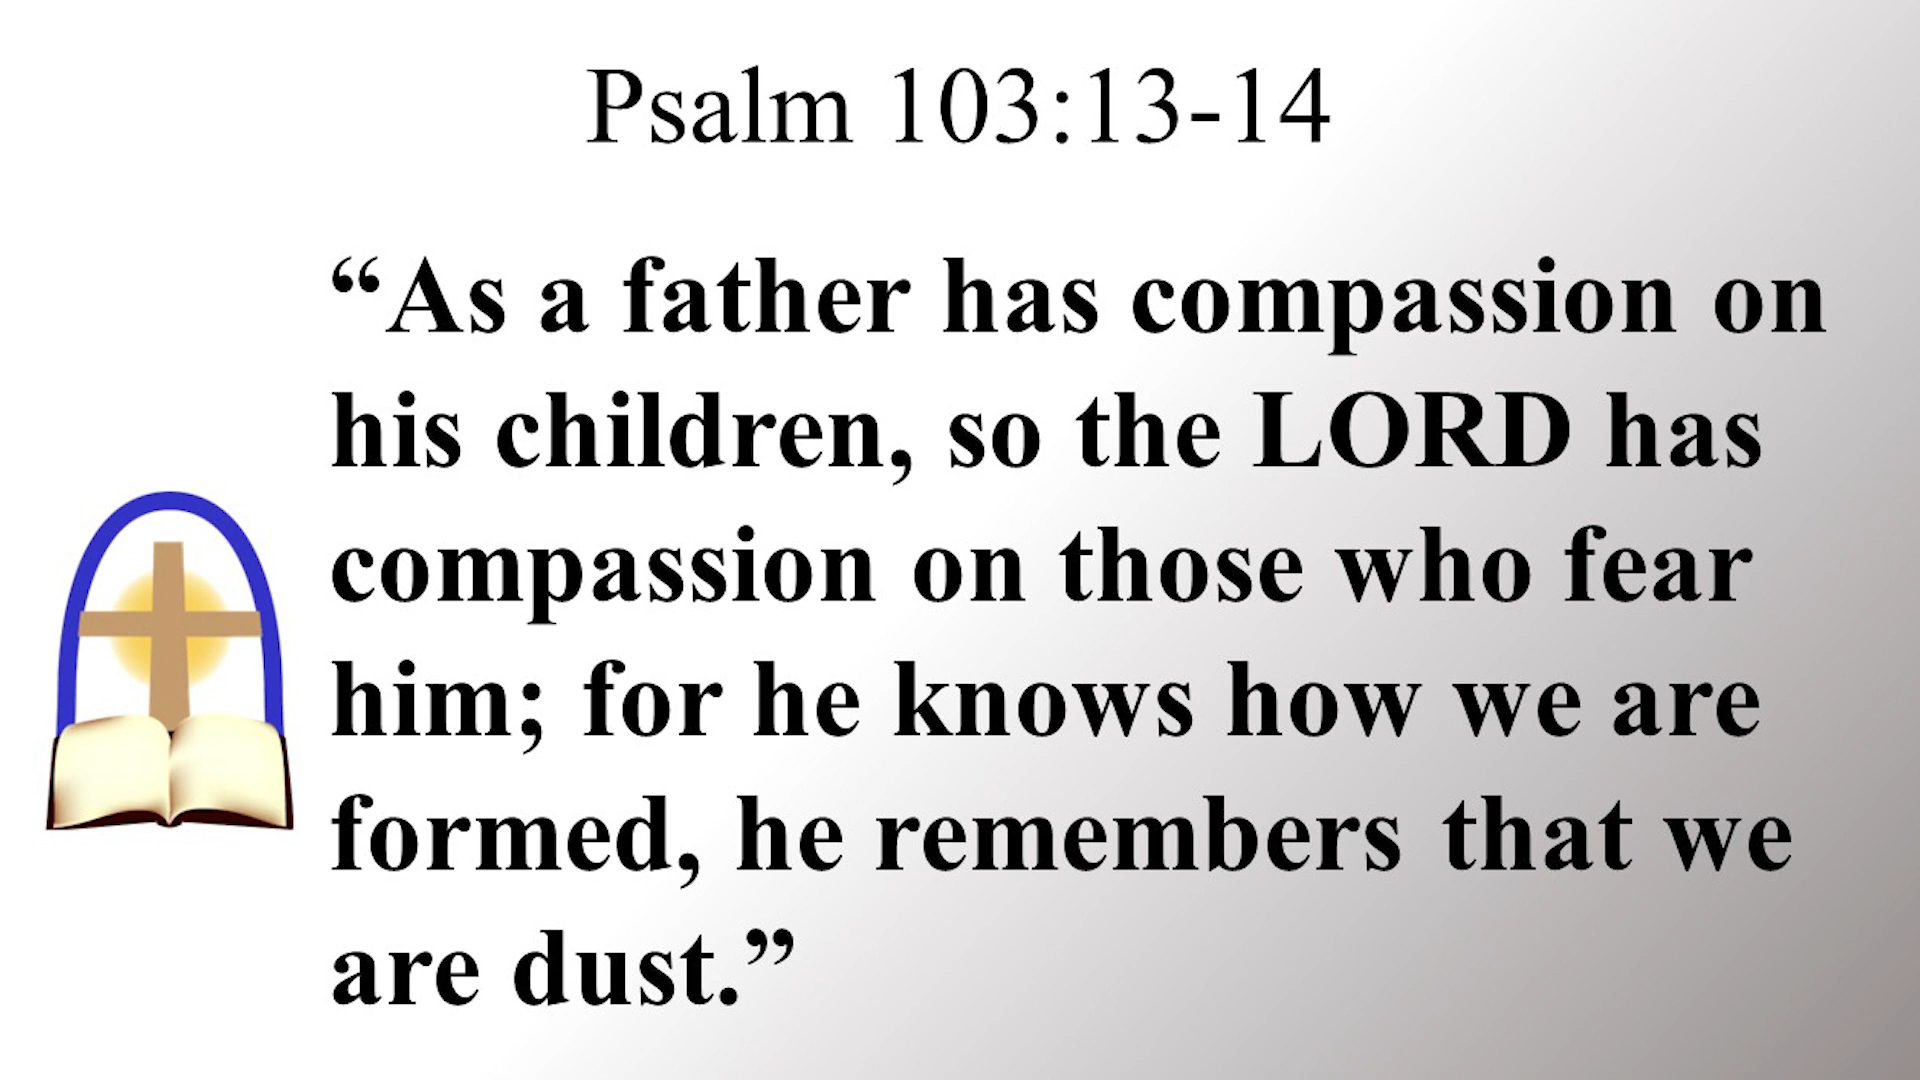 Psalm 103:13-14
“As a father has compassion on
his children, so the LORD has
compassion on those who fear
him; for he knows how we are
formed, he remembers that we
are dust.”